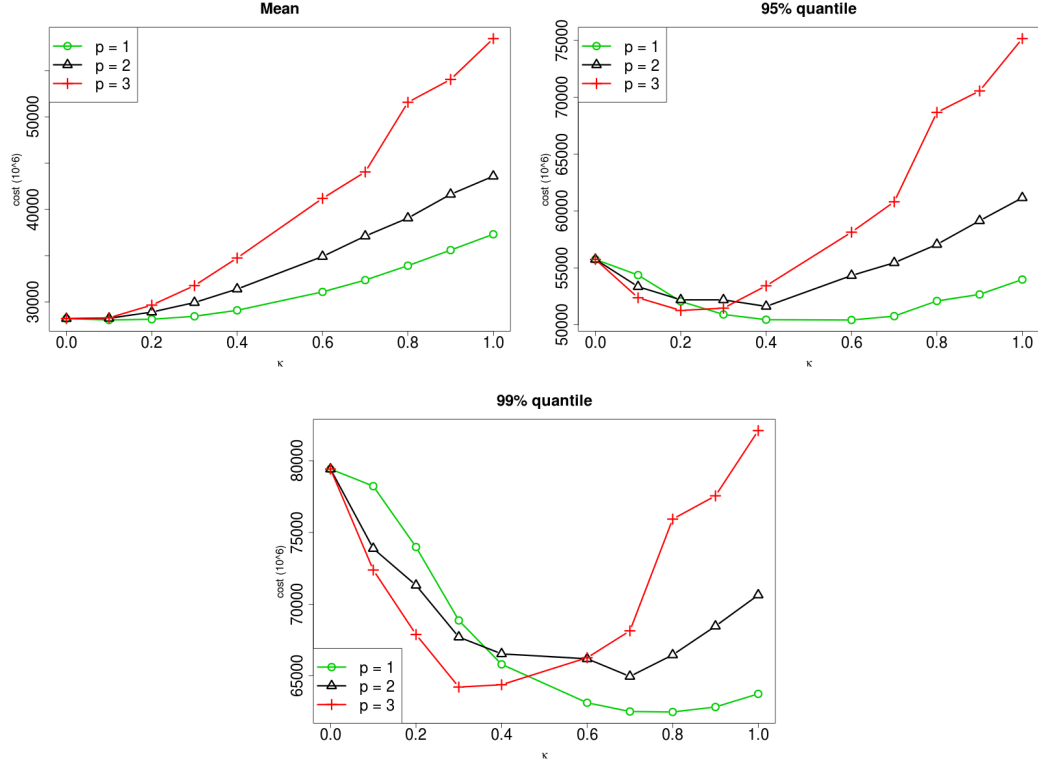 Mean
p = 1
p = 2
p = 3
cost (10^6)
50000
40000
30000
0.0 0.2 0.4 0.6 0.8 1.0
κ
95% quantile
p = 1
p = 2
p = 3
cost (10^6)
75000
70000
65000
60000
55000
50000
0.0 0.2 0.4 0.6 0.8 1.0
κ
99% quantile
cost (10^6)
80000
75000
70000
65000
p = 1
p = 2
p = 3
0.0 0.2 0.4 0.6 0.8 1.0
κ